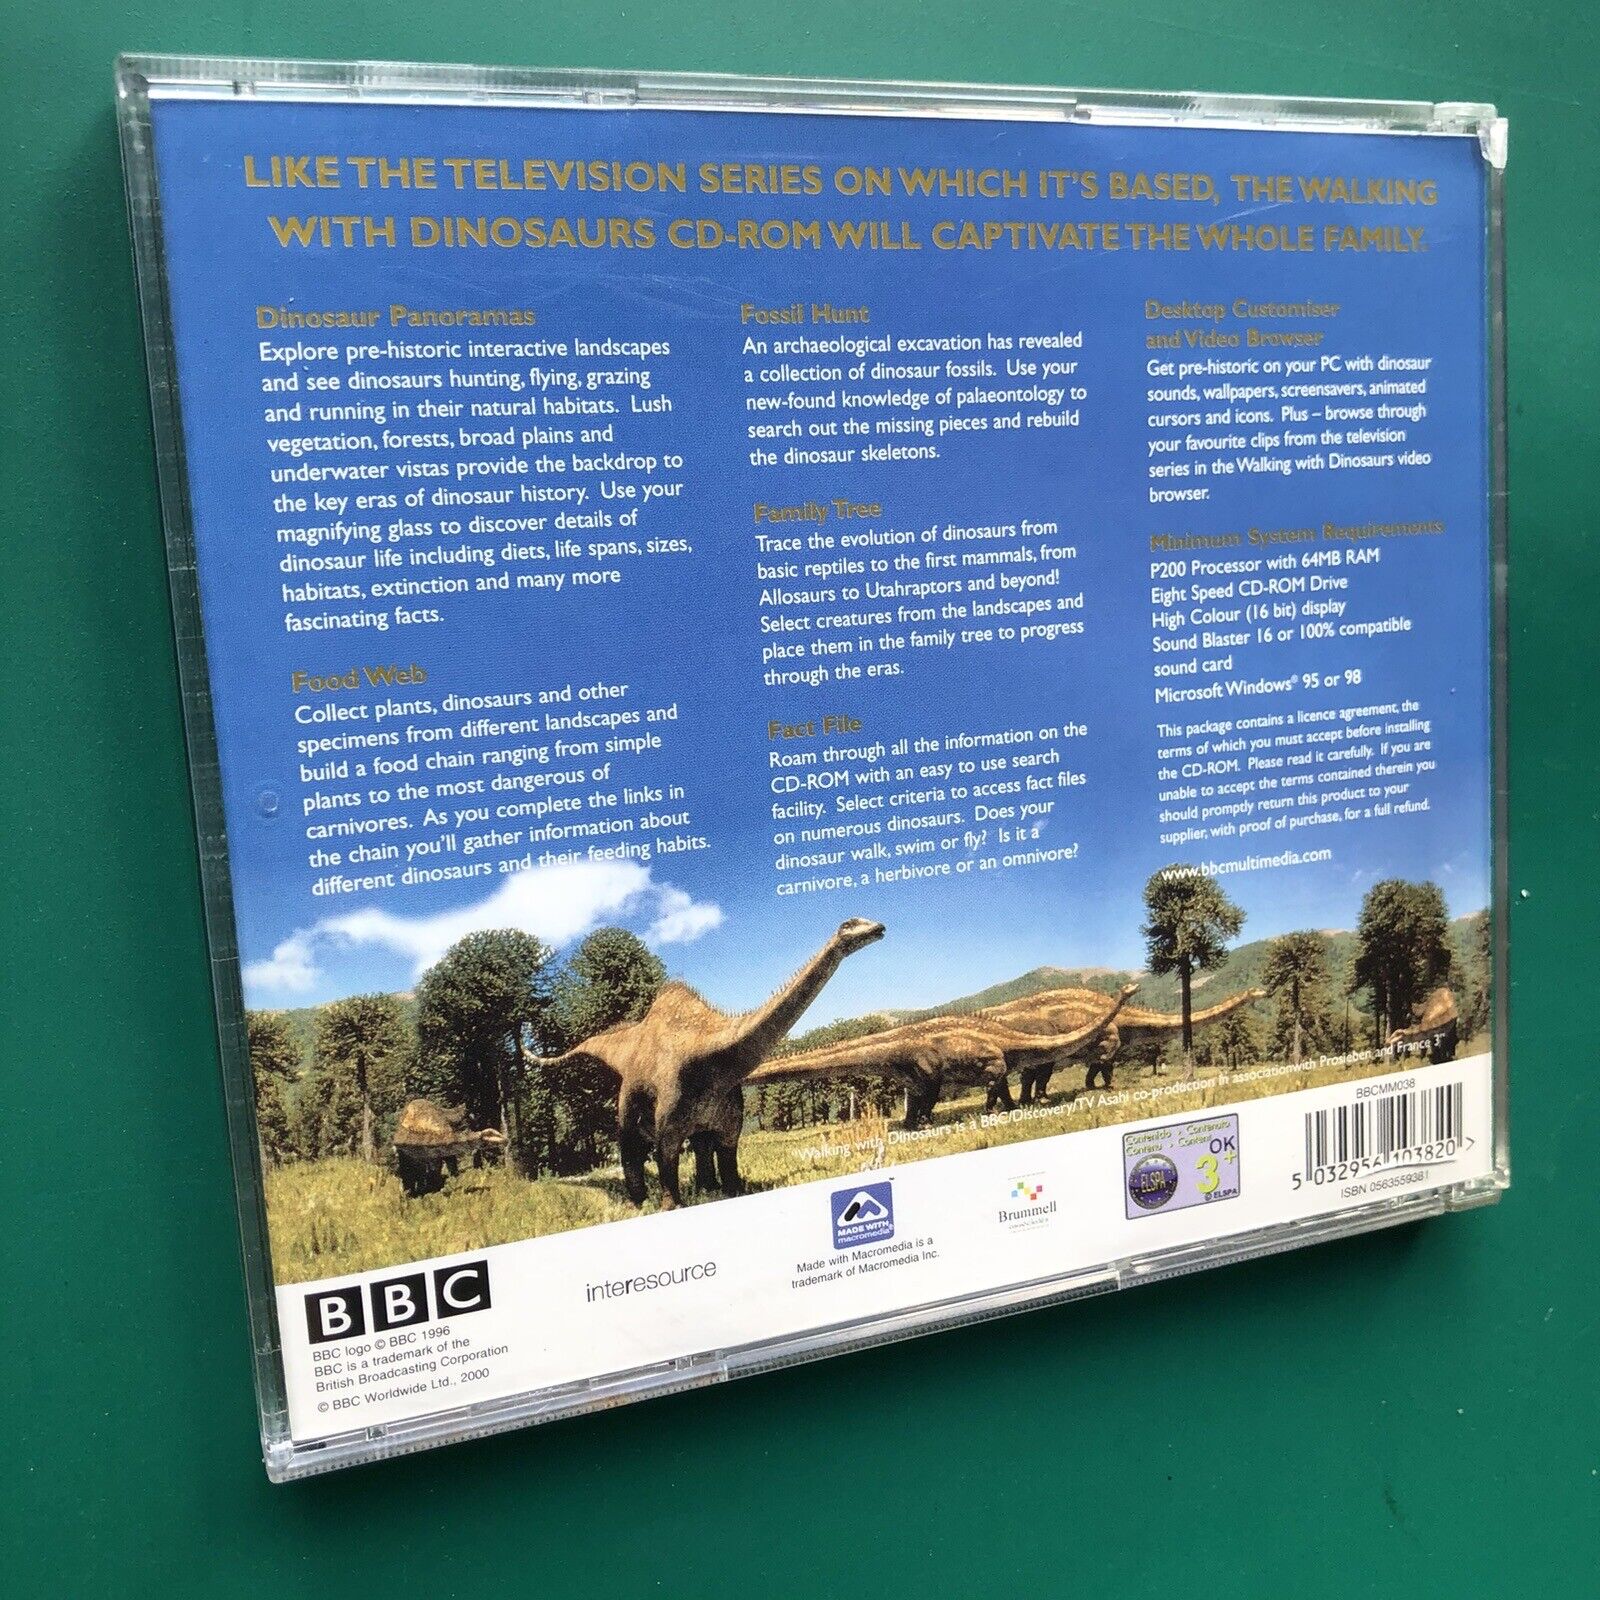 LIKE THE TELEVISION SERIES ON WHICH IT'S BASED, THE WALKING
WITH DINOSAURS CD-ROM WILL CAPTIVATE THE WHOLE FAMILY.
Dinosaur Panoramas
Explore pre-historic interactive landscapes
and see dinosaurs hunting, flying, grazing
and running in their natural habitats. Lush
vegetation, forests, broad plains and
underwater vistas provide the backdrop to
the key eras of dinosaur history. Use your
magnifying glass to discover details of
dinosaur life including diets, life spans, sizes,
habitats, extinction and many more
fascinating facts.
Food Web
Collect plants, dinosaurs and other
specimens from different landscapes and
build a food chain ranging from simple
plants to the most dangerous of
carnivores. As you complete the links in
the chain you'll gather information about
different dinosaurs and their feeding habits.
Fossil Hunt
An archaeological excavation has revealed
a collection of dinosaur fossils. Use your
new-found knowledge of palaeontology to
search out the missing pieces and rebuild
the dinosaur skeletons.
Family Tree
Trace the evolution of dinosaurs from
basic reptiles to the first mammals, from
Allosaurs to Utahraptors and beyond!
Select creatures from the landscapes and
place them in the family tree to progress
through the eras.
Fact File
Roam through all the information on the
CD-ROM with an easy to use search
facility. Select criteria to access fact files
on numerous dinosaurs. Does your
dinosaur walk, swim or fly? Is it a
carnivore, a herbivore or an omnivore?
Desktop Customiser
and Video Browser
Get pre-historic on your PC with dinosaur
sounds, wallpapers, screensavers, animated
cursors and icons. Plus – browse through
your favourite clips from the television
series in the Walking with Dinosaurs video
browser.
Minimum System Requirements
P200 Processor with 64MB RAM
Eight Speed CD-ROM Drive
High Colour (16 bit) display
Sound Blaster 16 or 100% compatible
sound card
Microsoft Windows® 95 or 98
This package contains a licence agreement, the
terms of which you must accept before installing
the CD-ROM. Please read it carefully. If you are
unable to accept the terms contained therein you
should promptly return this product to your
supplier, with proof of purchase, for a full refund.
www.bbcmultimedia.com
"Walking with Dinosaurs is a BBC/Discovery/TV Asahi co-production in association with Prosieben and France 3"
BBC
BBC logo © BBC 1996
BBC is a trademark of the
British Broadcasting Corporation
© BBC Worldwide Ltd., 2000
interesource
MADE WITH
macromedia®
Made with Macromedia is a
trademark of Macromedia Inc.
Brummell
Contenido • Contenuto
Contenu • Content
OK
ELSPA
3+
© ELSPA
BBCMM038
5 032956 103820 >
ISBN 0563559381